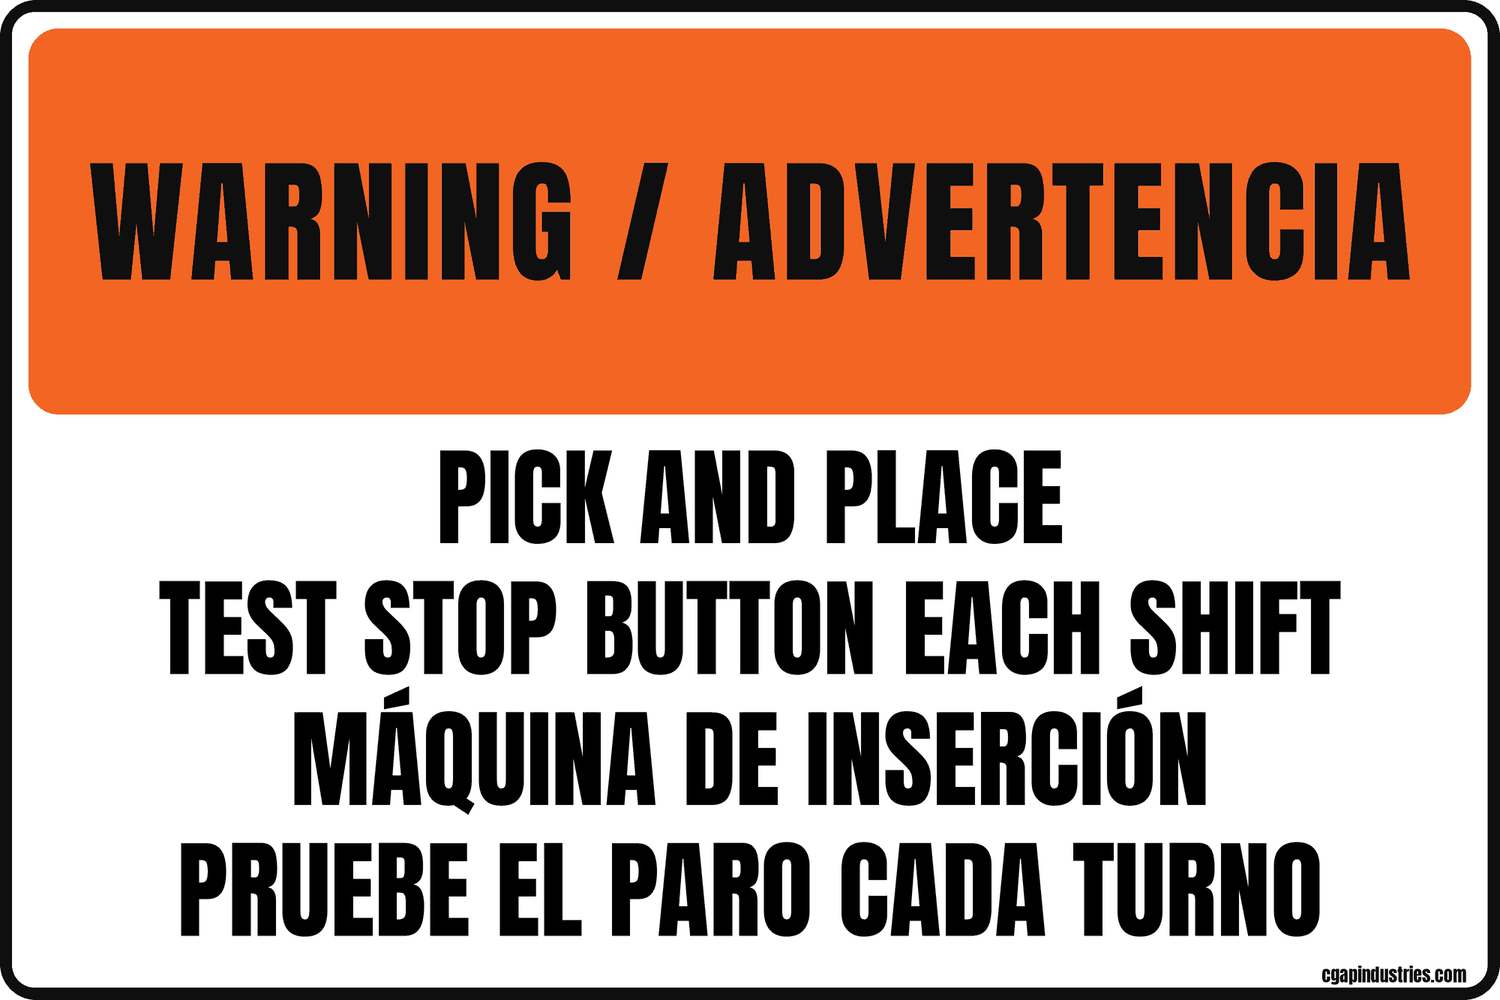 WARNING / ADVERTENCIA
PICK AND PLACE
TEST STOP BUTTON EACH SHIFT
MÁQUINA DE INSERCIÓN
PRUEBE EL PARO CADA TURNO
cgapindustries.com